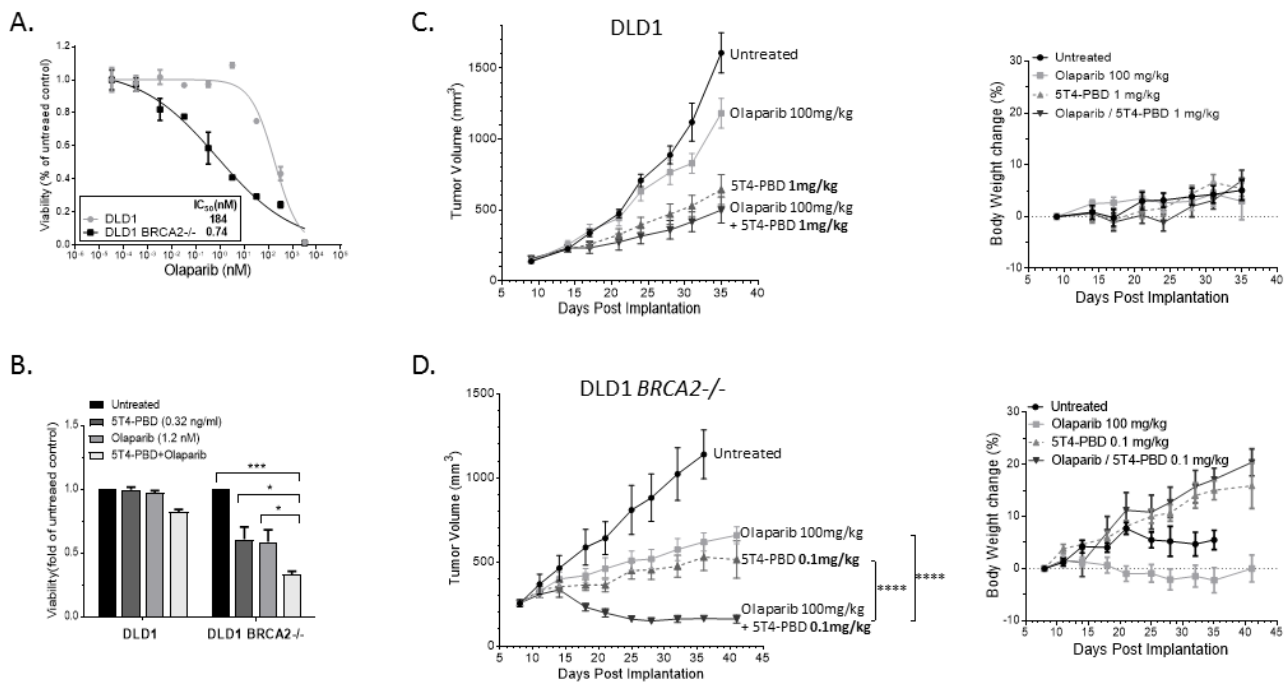 A.
1.2
1.0
0.8
0.6
0.4
0.2
0.0
Viability (% of untreaed control)
IC50(nM)
DLD1 184
DLD1 BRCA2-/- 0.74
10-6 10-5 10-4 10-3 10-2 10-1 100 101 102 103 104 105
Olaparib (nM)
B.
Untreated
5T4-PBD (0.32 ng/ml)
Olaparib (1.2 nM)
5T4-PBD+Olaparib
***
*
*
1.0
0.5
0.0
Viability(fold of untreaed control)
DLD1 DLD1 BRCA2-/-
C.
DLD1
1500
1000
500
0
Tumor Volume (mm3)
Untreated
Olaparib 100mg/kg
5T4-PBD 1mg/kg
Olaparib 100mg/kg
+ 5T4-PBD 1mg/kg
5 10 15 20 25 30 35 40
Days Post Implantation
30
20
10
0
-10
Body Weight change (%)
Untreated
Olaparib 100 mg/kg
5T4-PBD 1 mg/kg
Olaparib / 5T4-PBD 1 mg/kg
5 10 15 20 25 30 35 40
Days Post Implantation
D.
DLD1 BRCA2-/-
1500
1000
500
0
Tumor Volume (mm3)
Untreated
Olaparib 100mg/kg
5T4-PBD 0.1mg/kg
Olaparib 100mg/kg
+ 5T4-PBD 0.1mg/kg
****
****
5 10 15 20 25 30 35 40 45
Days Post Implantation
30
20
10
0
-10
Body Weight change (%)
Untreated
Olaparib 100 mg/kg
5T4-PBD 0.1 mg/kg
Olaparib / 5T4-PBD 0.1 mg/kg
5 10 15 20 25 30 35 40 45
Days Post Implantation